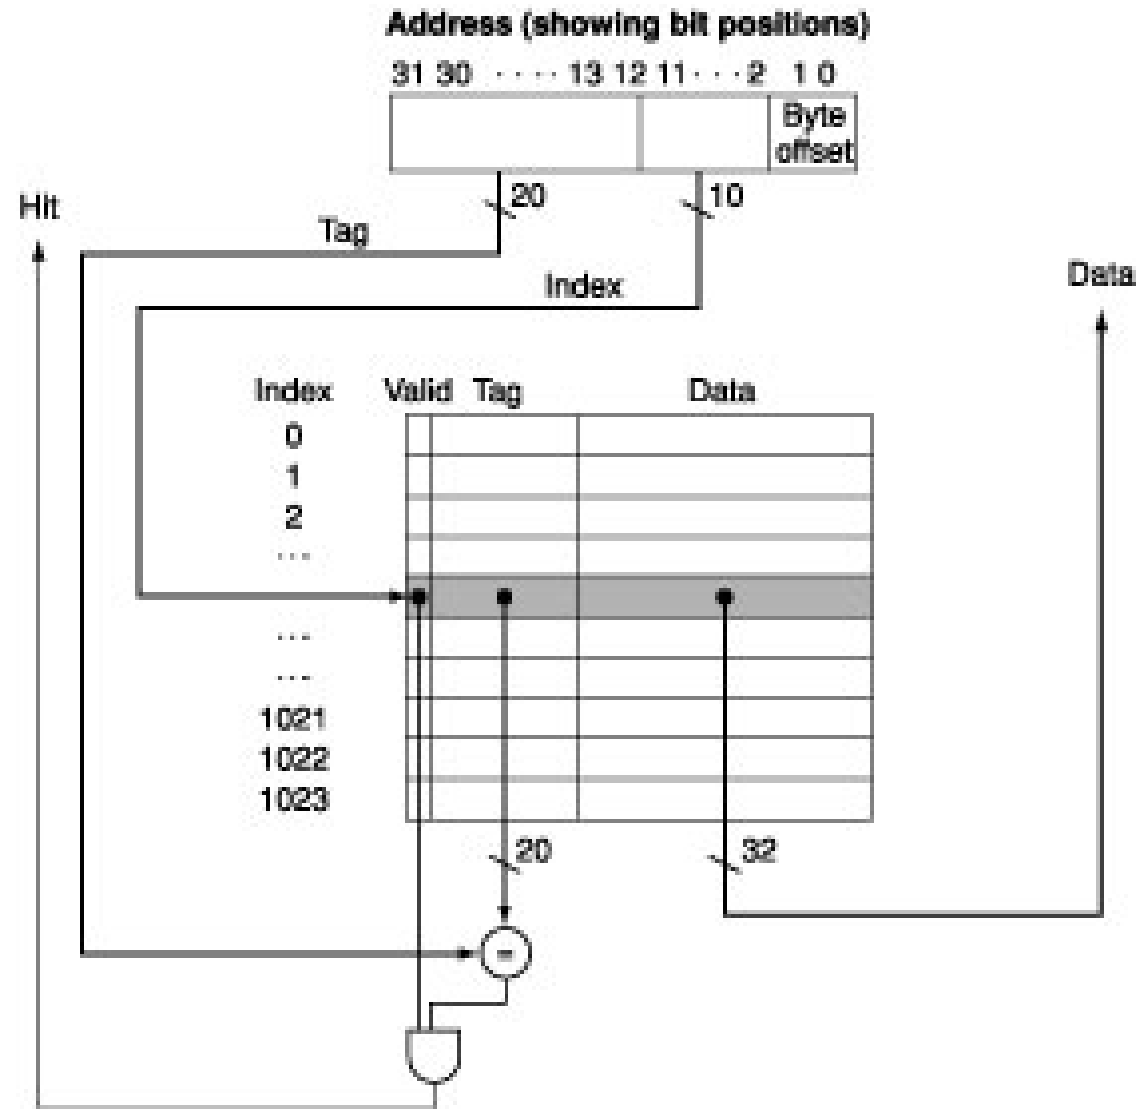 Address (showing bit positions)
31 30 · · · · 13 12 11 · · · 2 1 0
Byte
offset
20
10
Hit
Tag
Index
Data
Index Valid Tag Data
0
1
2
...
...
...
1021
1022
1023
20
32
=